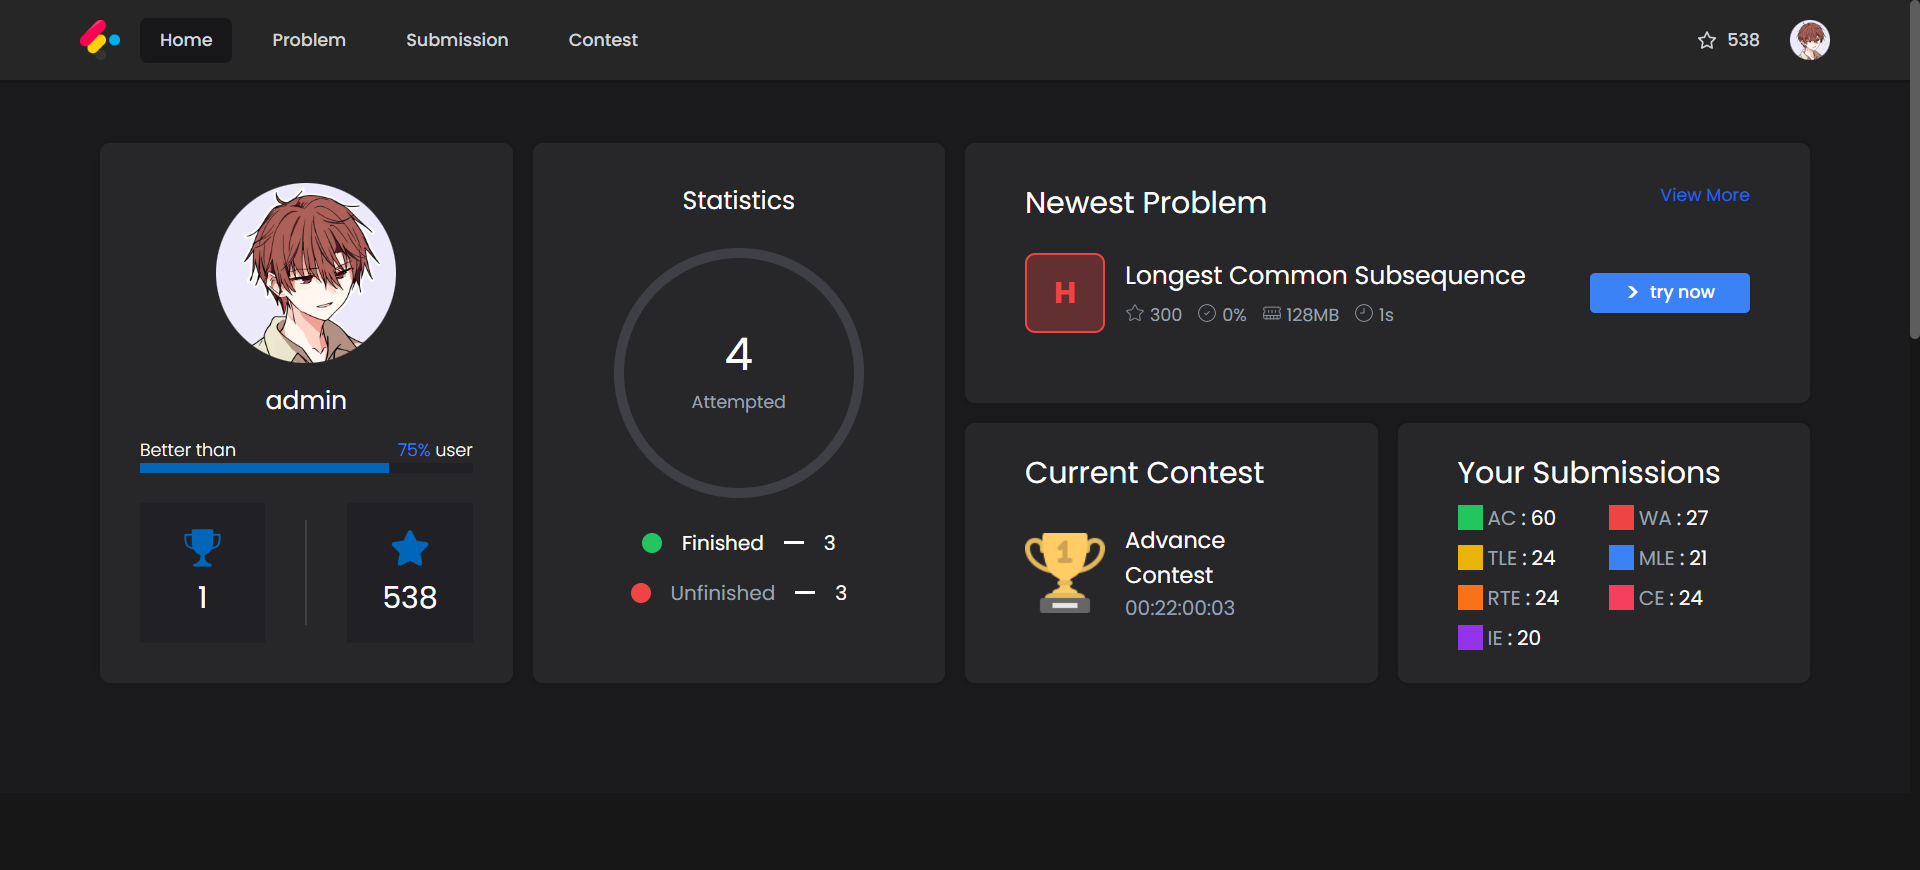 Home Problem Submission Contest 538
admin
Better than 75% user
1 538
Statistics
4
Attempted
Finished — 3
Unfinished — 3
Newest Problem View More
H
Longest Common Subsequence
300 0% 128MB 1s
> try now
Current Contest
1
Advance
Contest
00:22:00:03
Your Submissions
AC : 60 WA : 27
TLE : 24 MLE : 21
RTE : 24 CE : 24
IE : 20